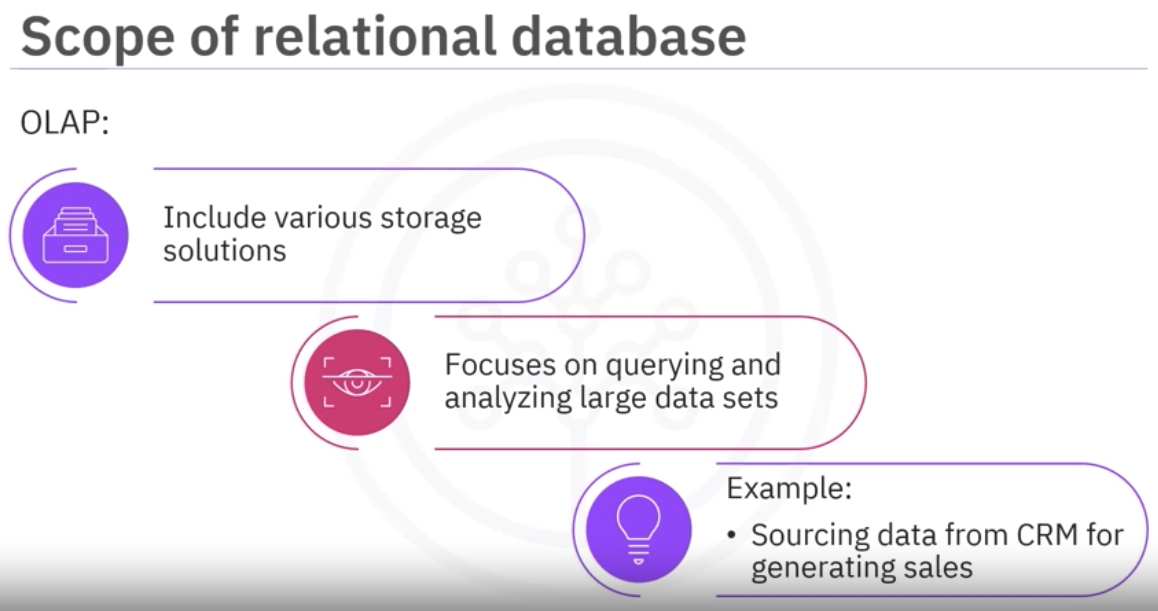 Scope of relational database
OLAP:
Include various storage
solutions
Focuses on querying and
analyzing large data sets
Example:
• Sourcing data from CRM for
generating sales